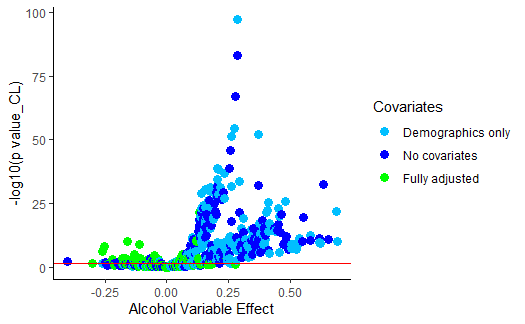 100
75
50
25
0
-log10(p value_CL)
-0.25
0.00
0.25
0.50
Alcohol Variable Effect
Covariates
Demographics only
No covariates
Fully adjusted